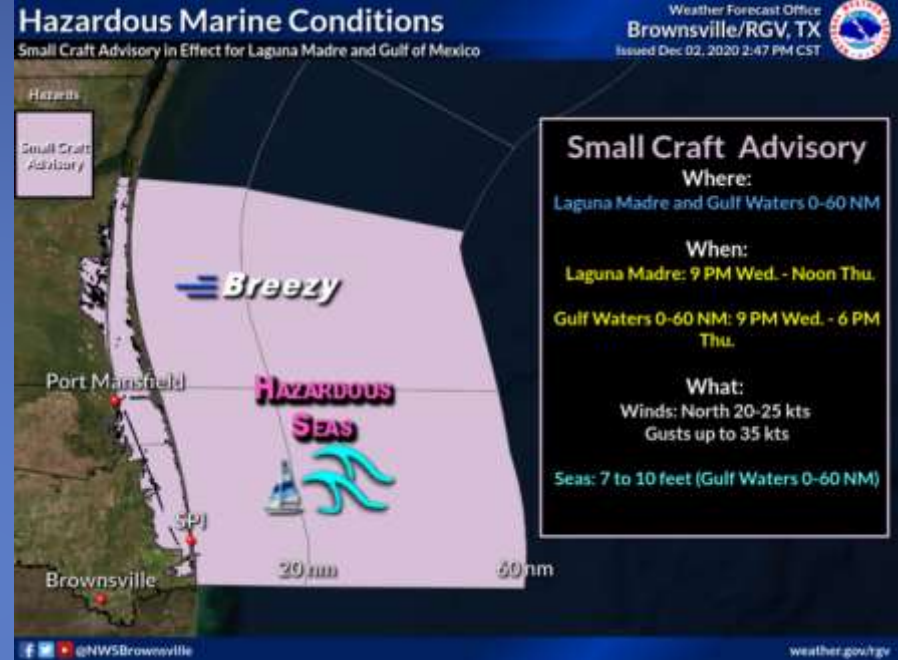 Hazardous Marine Conditions
Small Craft Advisory in Effect for Laguna Madre and Gulf of Mexico
Weather Forecast Office
Brownsville/RGV, TX
Issued Dec 02, 2020 2:47 PM CST
Hazards
Small Craft
Advisory
Breezy
Port Mansfield
HAZARDOUS
SEAS
SPI
Brownsville
20 nm
60 nm
Small Craft Advisory
Where:
Laguna Madre and Gulf Waters 0-60 NM
When:
Laguna Madre: 9 PM Wed. - Noon Thu.
Gulf Waters 0-60 NM: 9 PM Wed. - 6 PM
Thu.
What:
Winds: North 20-25 kts
Gusts up to 35 kts
Seas: 7 to 10 feet (Gulf Waters 0-60 NM)
@NWSBrownsville
weather.gov/rgv